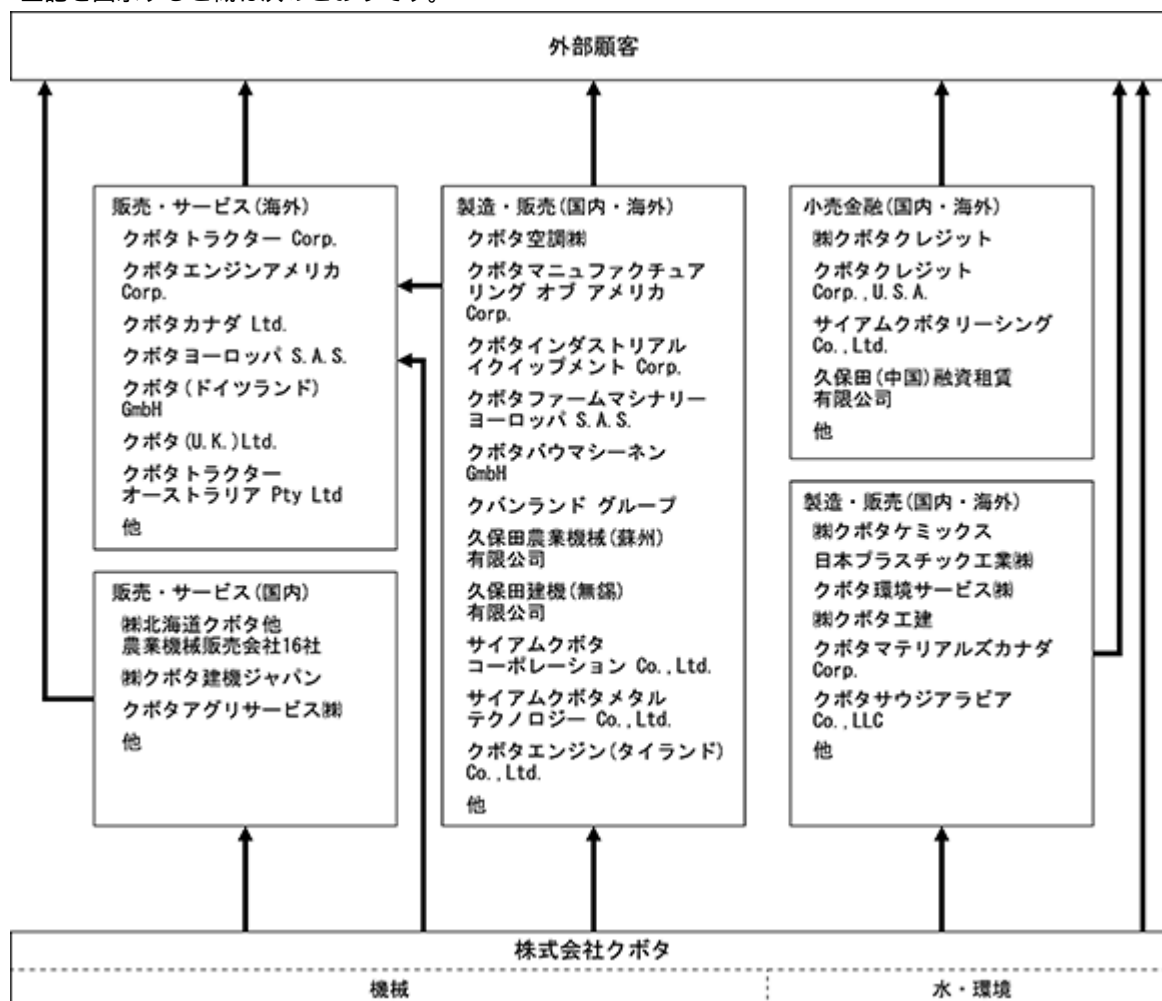 外部顧客
販売・サービス(海外)
クボタトラクター Corp.
クボタエンジンアメリカ
Corp.
クボタカナダ Ltd.
クボタヨーロッパ S.A.S.
クボタ(ドイツランド)
GmbH
クボタ(U.K.)Ltd.
クボタトラクター
オーストラリア Pty Ltd
他
販売・サービス(国内)
㈱北海道クボタ他
農業機械販売会社16社
㈱クボタ建機ジャパン
クボタアグリサービス㈱
他
製造・販売(国内・海外)
クボタ空調㈱
クボタマニュファクチュア
リング オブ アメリカ
Corp.
クボタインダストリアル
イクイップメント Corp.
クボタファームマシナリー
ヨーロッパ S.A.S.
クボタバウマシーネン
GmbH
クバンランド グループ
久保田農業機械(蘇州)
有限公司
久保田建機(無錫)
有限公司
サイアムクボタ
コーポレーション Co.,Ltd.
サイアムクボタメタル
テクノロジー Co.,Ltd.
クボタエンジン(タイランド)
Co.,Ltd.
他
小売金融(国内・海外)
㈱クボタクレジット
クボタクレジット
Corp.,U.S.A.
サイアムクボタリーシング
Co.,Ltd.
久保田(中国)融資租賃
有限公司
他
製造・販売(国内・海外)
㈱クボタケミックス
日本プラスチック工業㈱
クボタ環境サービス㈱
㈱クボタ工建
クボタマテリアルズカナダ
Corp.
クボタサウジアラビア
Co.,LLC
他
株式会社クボタ
機械
水・環境